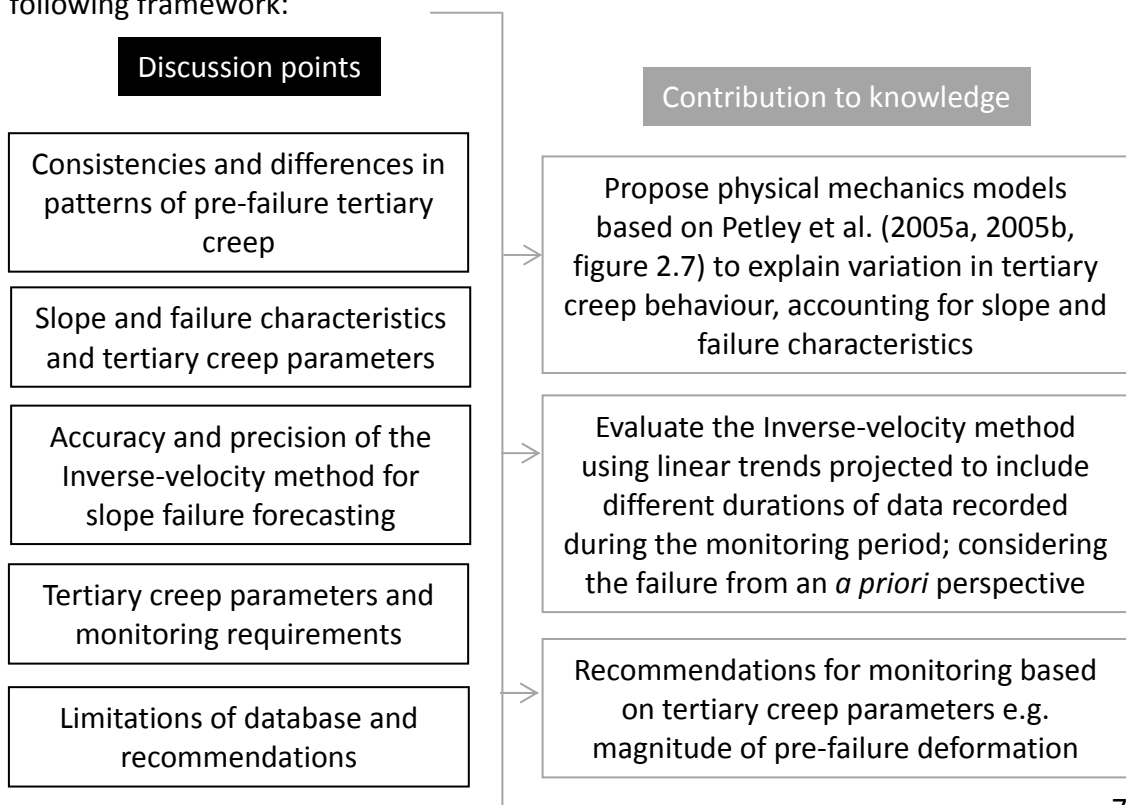 following framework:
Discussion points
Consistencies and differences in
patterns of pre-failure tertiary
creep
Slope and failure characteristics
and tertiary creep parameters
Accuracy and precision of the
Inverse-velocity method for
slope failure forecasting
Tertiary creep parameters and
monitoring requirements
Limitations of database and
recommendations
Contribution to knowledge
Propose physical mechanics models
based on Petley et al. (2005a, 2005b,
figure 2.7) to explain variation in tertiary
creep behaviour, accounting for slope and
failure characteristics
Evaluate the Inverse-velocity method
using linear trends projected to include
different durations of data recorded
during the monitoring period; considering
the failure from an a priori perspective
Recommendations for monitoring based
on tertiary creep parameters e.g.
magnitude of pre-failure deformation